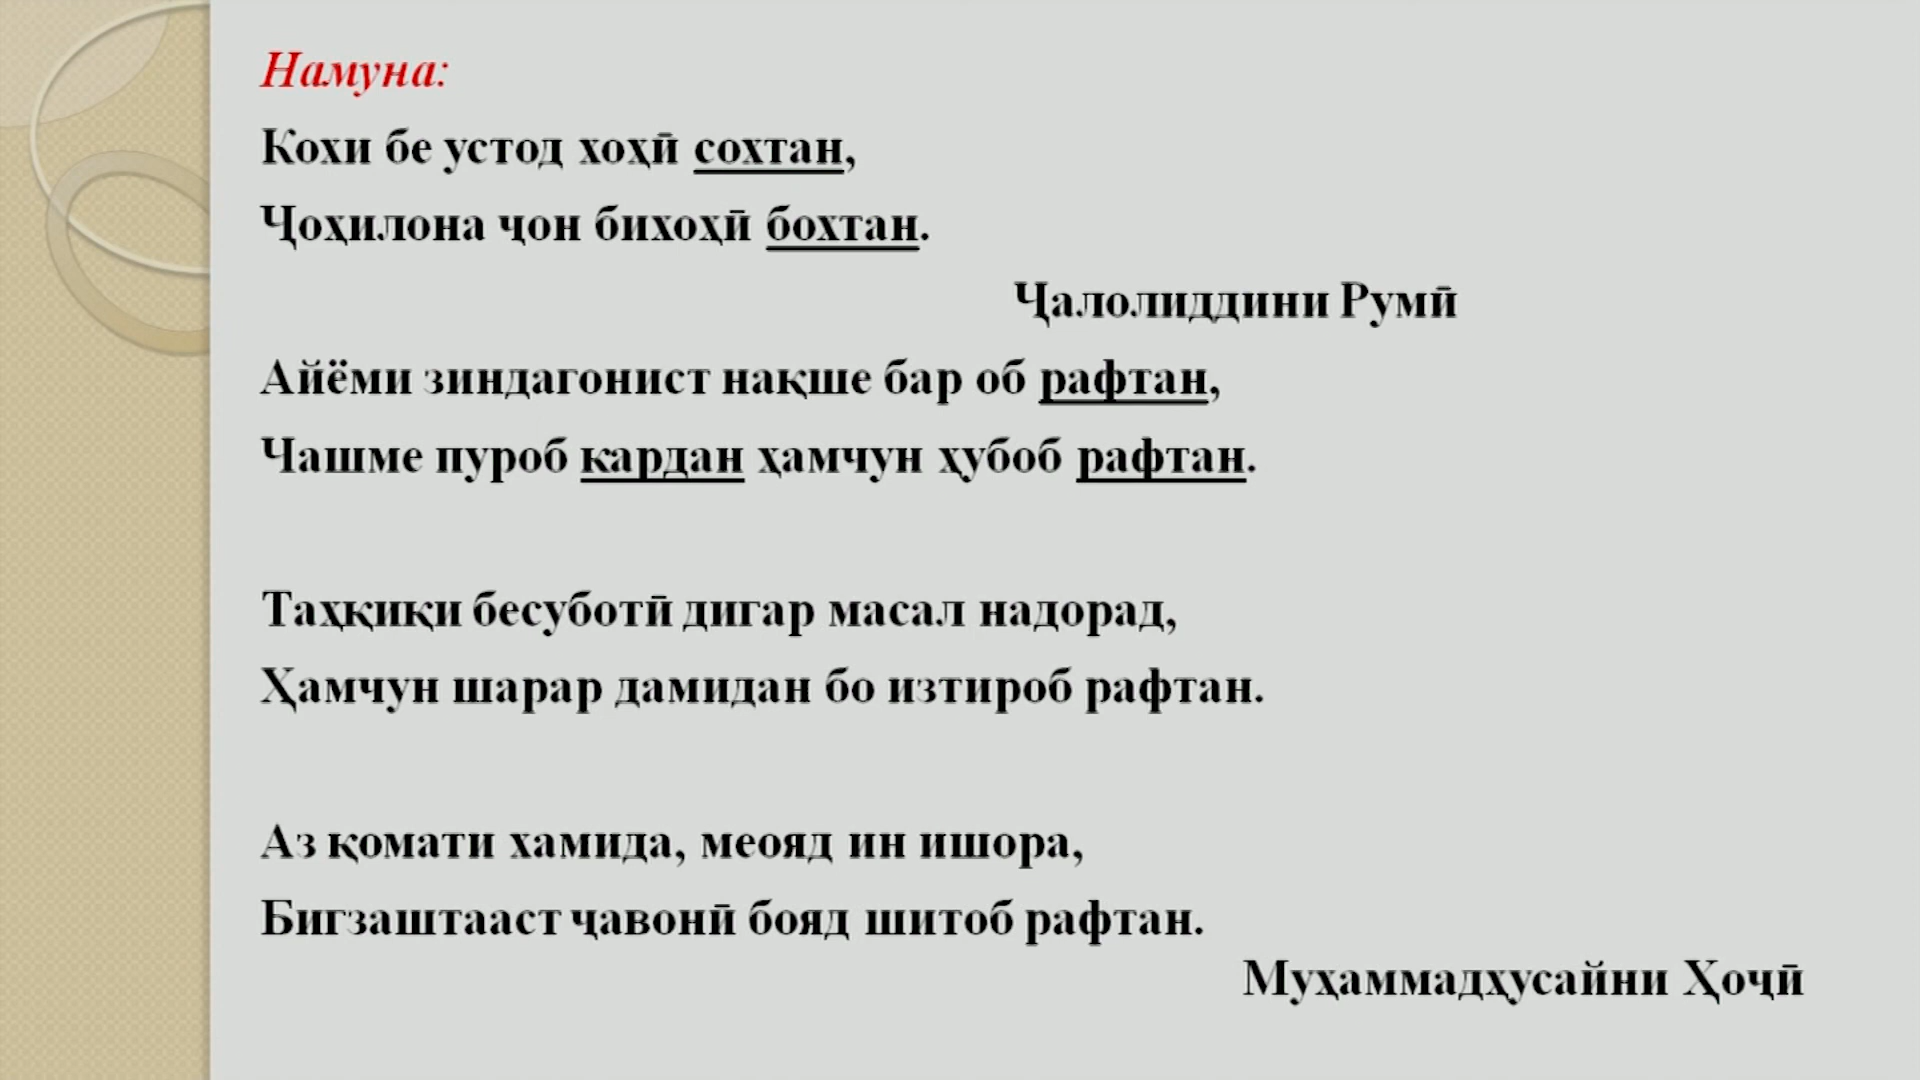 Намуна:
Кохи бе устод хоҳӣ сохтан,
Ҷоҳилона ҷон бихоҳӣ бохтан.
Ҷалолиддини Румӣ
Айёми зиндагонист нақше бар об рафтан,
Чашме пуроб кардан ҳамчун ҳубоб рафтан.
Таҳқиқи бесуботӣ дигар масал надорад,
Ҳамчун шарар дамидан бо изтироб рафтан.
Аз қомати хамида, меояд ин ишора,
Бигзаштааст ҷавонӣ бояд шитоб рафтан.
Муҳаммадҳусайни Ҳоҷӣ